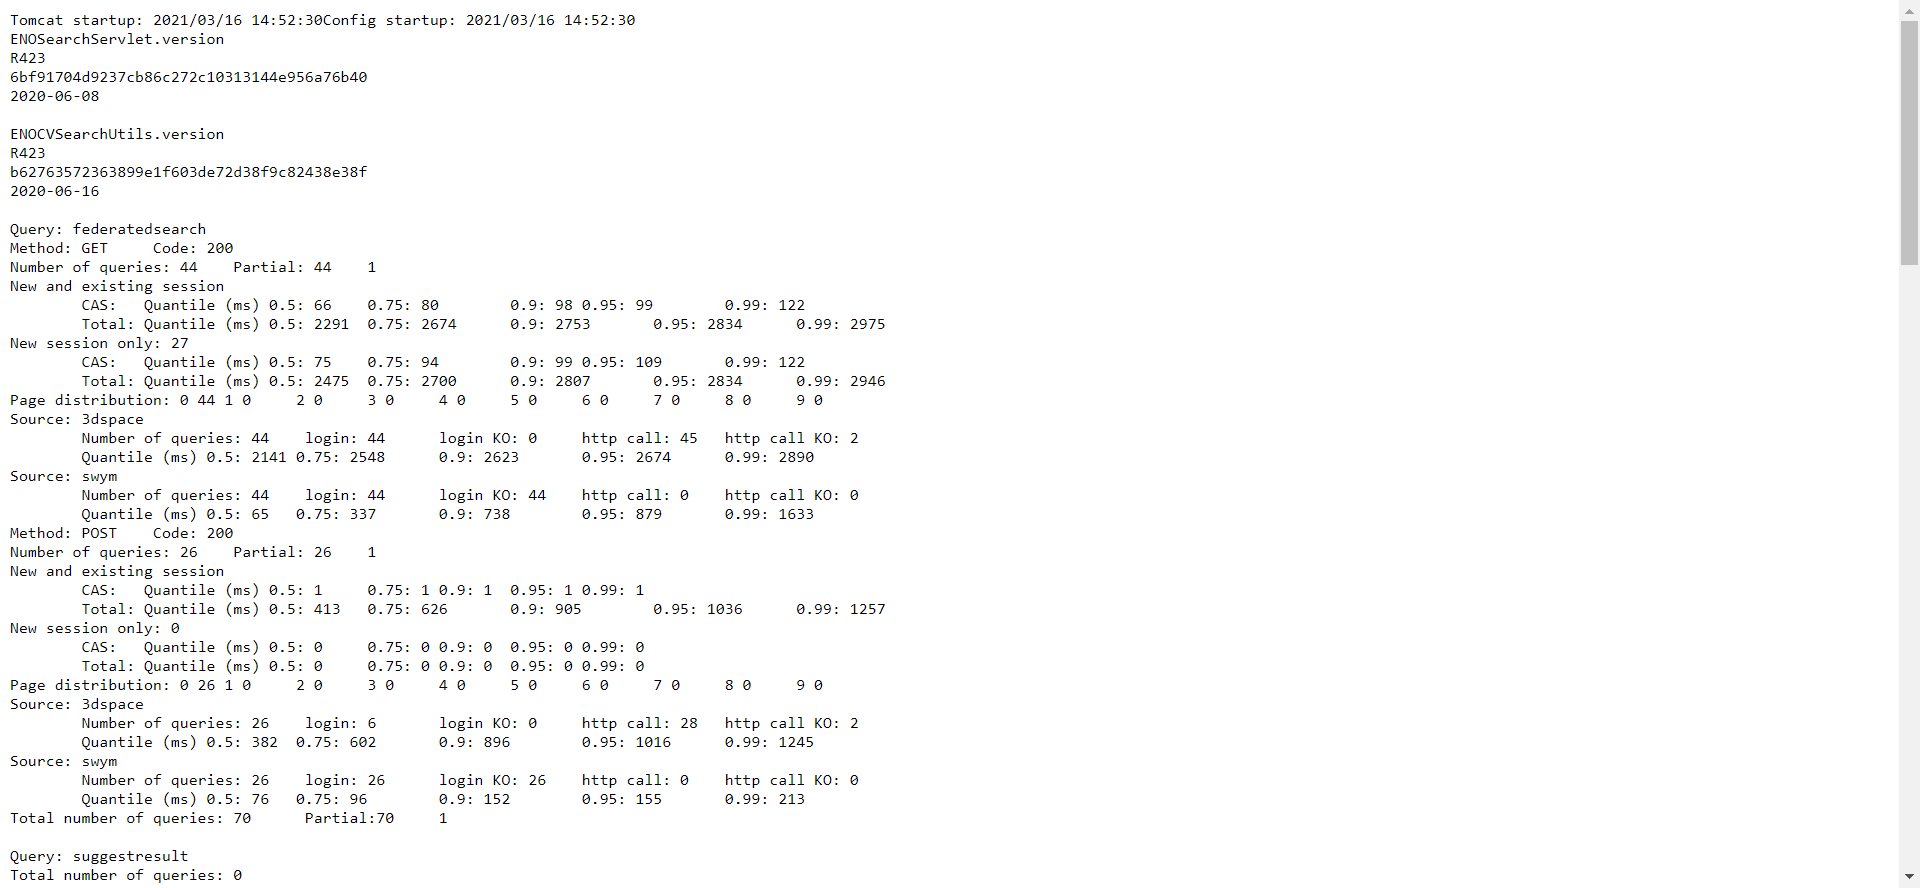 Tomcat startup: 2021/03/16 14:52:30Config startup: 2021/03/16 14:52:30
ENOSearchServlet.version
R423
6bf91704d9237cb86c272c10313144e956a76b40
2020-06-08
ENOCVSearchUtils.version
R423
b62763572363899e1f603de72d38f9c82438e38f
2020-06-16
Query: federatedsearch
Method: GET     Code: 200
Number of queries: 44    Partial: 44    1
New and existing session
        CAS:   Quantile (ms) 0.5: 66    0.75: 80        0.9: 98 0.95: 99        0.99: 122
        Total: Quantile (ms) 0.5: 2291  0.75: 2674      0.9: 2753       0.95: 2834      0.99: 2975
New session only: 27
        CAS:   Quantile (ms) 0.5: 75    0.75: 94        0.9: 99 0.95: 109       0.99: 122
        Total: Quantile (ms) 0.5: 2475  0.75: 2700      0.9: 2807       0.95: 2834      0.99: 2946
Page distribution: 0 44 1 0     2 0     3 0     4 0     5 0     6 0     7 0     8 0     9 0
Source: 3dspace
        Number of queries: 44    login: 44      login KO: 0     http call: 45   http call KO: 2
        Quantile (ms) 0.5: 2141 0.75: 2548      0.9: 2623       0.95: 2674      0.99: 2890
Source: swym
        Number of queries: 44    login: 44      login KO: 44    http call: 0    http call KO: 0
        Quantile (ms) 0.5: 65   0.75: 337       0.9: 738        0.95: 879       0.99: 1633
Method: POST    Code: 200
Number of queries: 26    Partial: 26    1
New and existing session
        CAS:   Quantile (ms) 0.5: 1     0.75: 1 0.9: 1  0.95: 1 0.99: 1
        Total: Quantile (ms) 0.5: 413   0.75: 626       0.9: 905        0.95: 1036      0.99: 1257
New session only: 0
        CAS:   Quantile (ms) 0.5: 0     0.75: 0 0.9: 0  0.95: 0 0.99: 0
        Total: Quantile (ms) 0.5: 0     0.75: 0 0.9: 0  0.95: 0 0.99: 0
Page distribution: 0 26 1 0     2 0     3 0     4 0     5 0     6 0     7 0     8 0     9 0
Source: 3dspace
        Number of queries: 26    login: 6       login KO: 0     http call: 28   http call KO: 2
        Quantile (ms) 0.5: 382  0.75: 602       0.9: 896        0.95: 1016      0.99: 1245
Source: swym
        Number of queries: 26    login: 26      login KO: 26    http call: 0    http call KO: 0
        Quantile (ms) 0.5: 76   0.75: 96        0.9: 152        0.95: 155       0.99: 213
Total number of queries: 70      Partial:70     1
Query: suggestresult
Total number of queries: 0